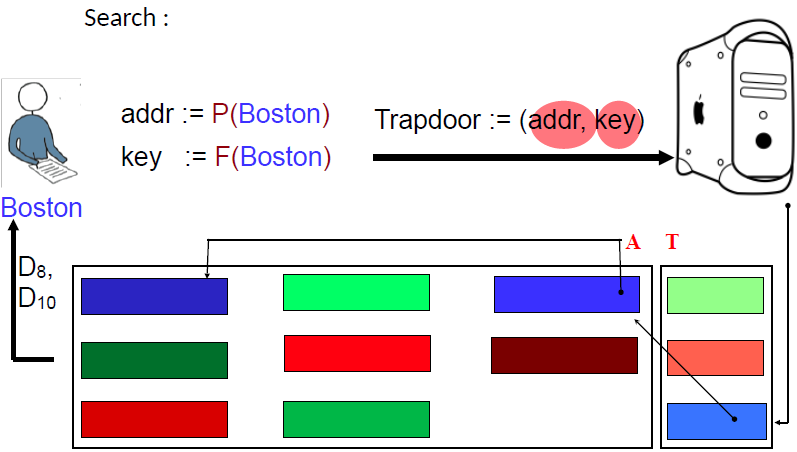 Search :
addr := P(Boston)
key := F(Boston)
Trapdoor := (addr, key)
Boston
D8,
D10
A T